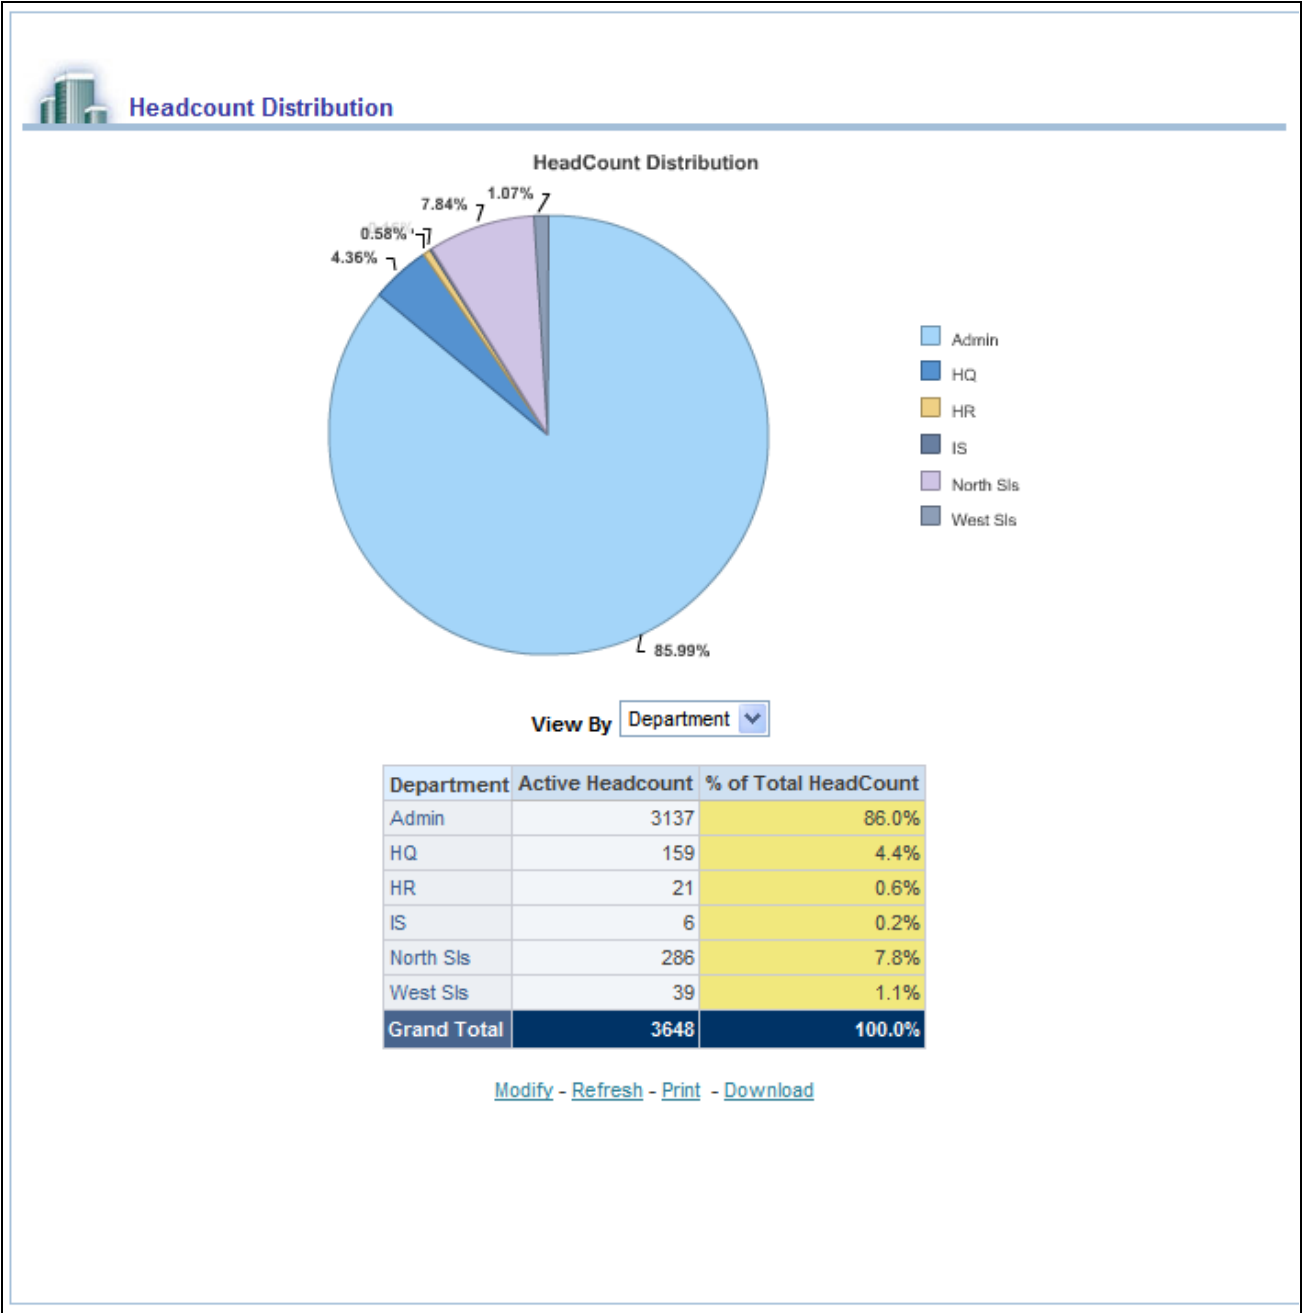 Headcount Distribution
HeadCount Distribution
1.07%
7.84%
0.58%
4.36%
Admin
HQ
HR
IS
North Sls
West Sls
85.99%
View By Department
Department Active Headcount % of Total HeadCount
Admin 3137 86.0%
HQ 159 4.4%
HR 21 0.6%
IS 6 0.2%
North Sls 286 7.8%
West Sls 39 1.1%
Grand Total 3648 100.0%
Modify - Refresh - Print - Download